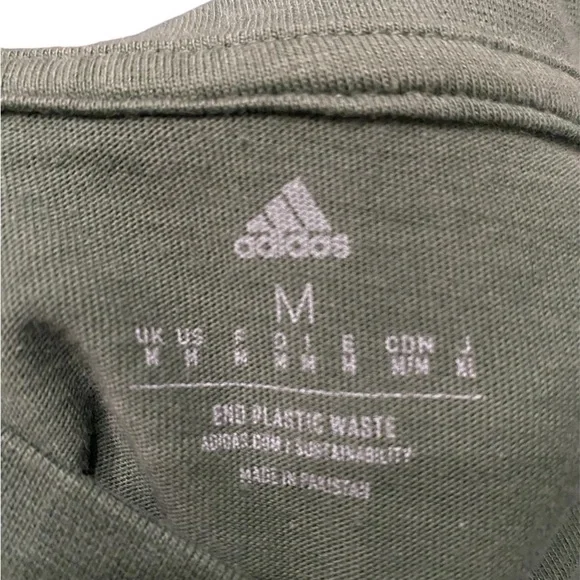 adidas
M
UK US F D I E CDN J
M M M M M M M/M XL
END PLASTIC WASTE
ADIDAS.COM / SUSTAINABILITY
MADE IN PAKISTAN